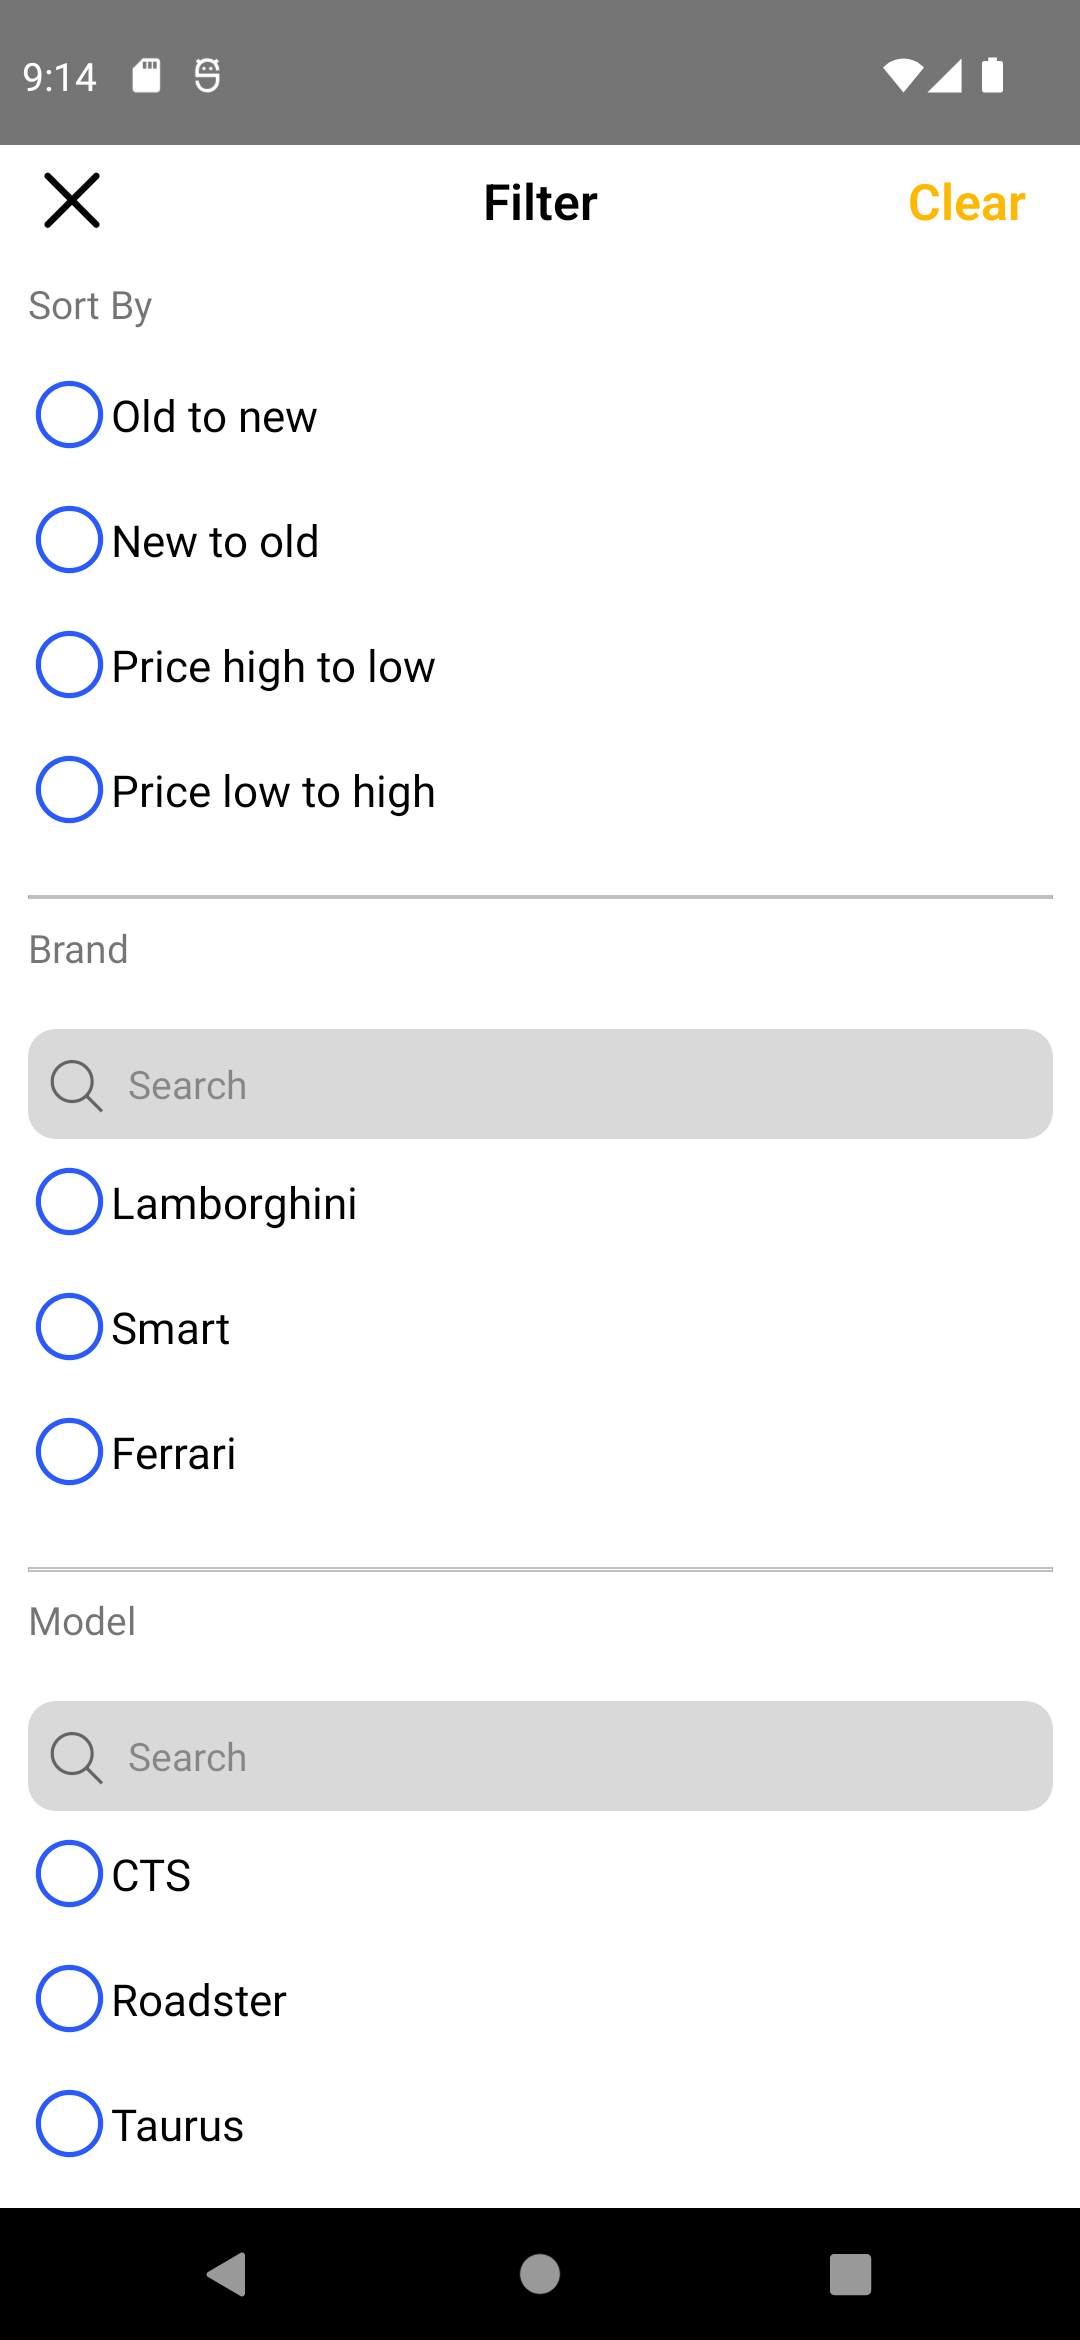 9:14
Filter
Clear
Sort By
Old to new
New to old
Price high to low
Price low to high
Brand
Search
Lamborghini
Smart
Ferrari
Model
Search
CTS
Roadster
Taurus